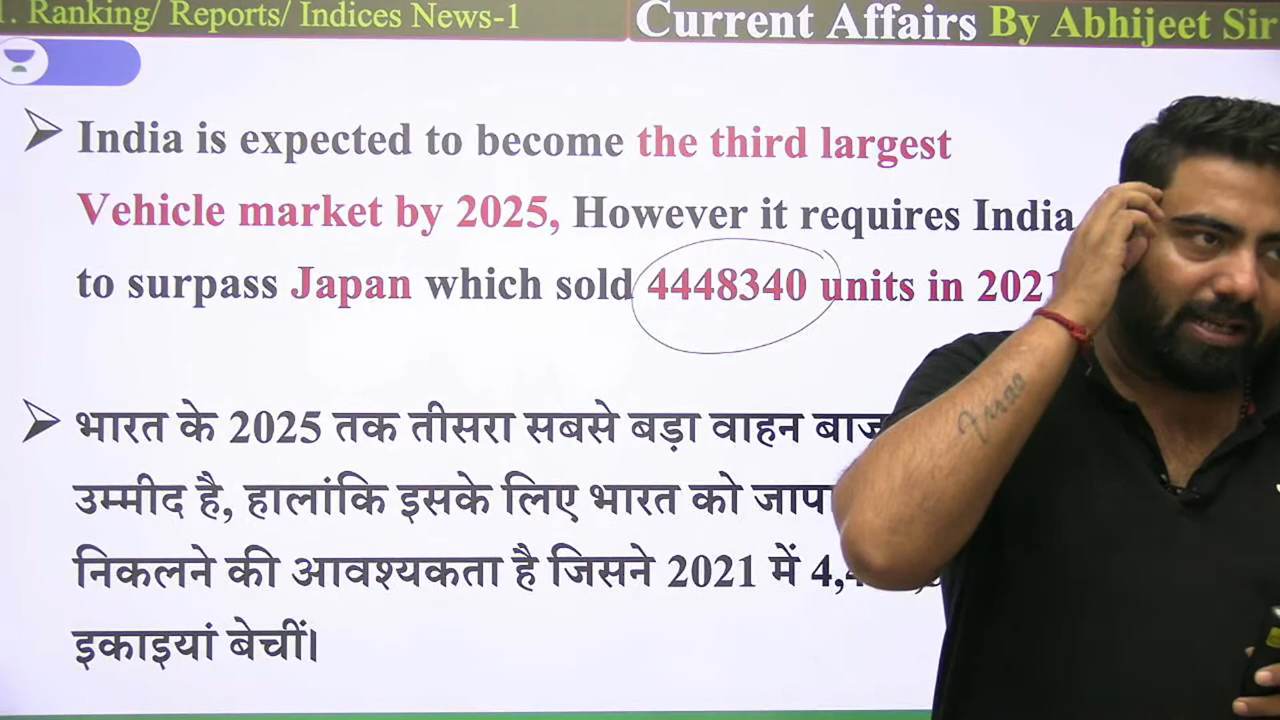 1. Ranking/ Reports/ Indices News-1
Current Affairs By Abhijeet Sir
India is expected to become the third largest
Vehicle market by 2025, However it requires India
to surpass Japan which sold 4448340 units in 2021
भारत के 2025 तक तीसरा सबसे बड़ा वाहन
उम्मीद है, हालांकि इसके लिए भारत को
निकलने की आवश्यकता है जिसने 2021 में
इकाइयां बेचीं।